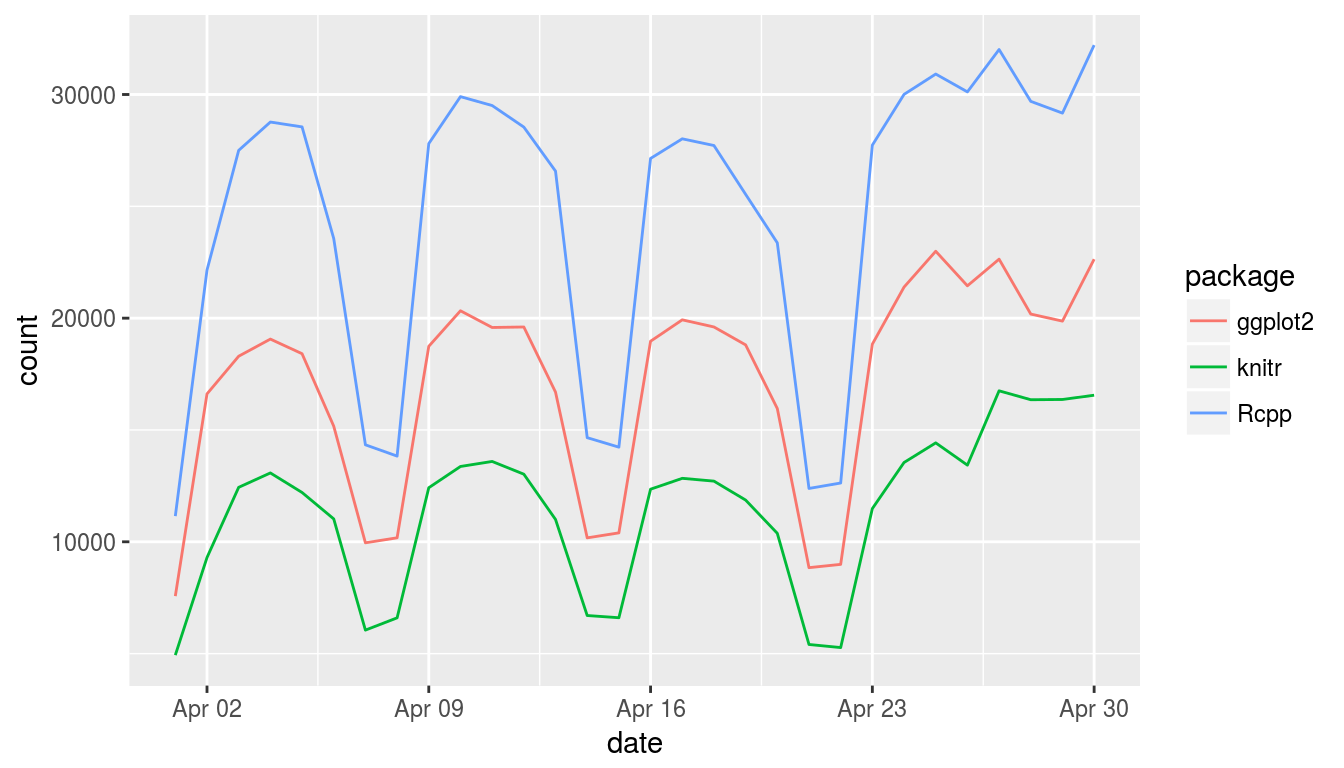 30000
20000
10000
count
Apr 02
Apr 09
Apr 16
Apr 23
Apr 30
date
package
ggplot2
knitr
Rcpp